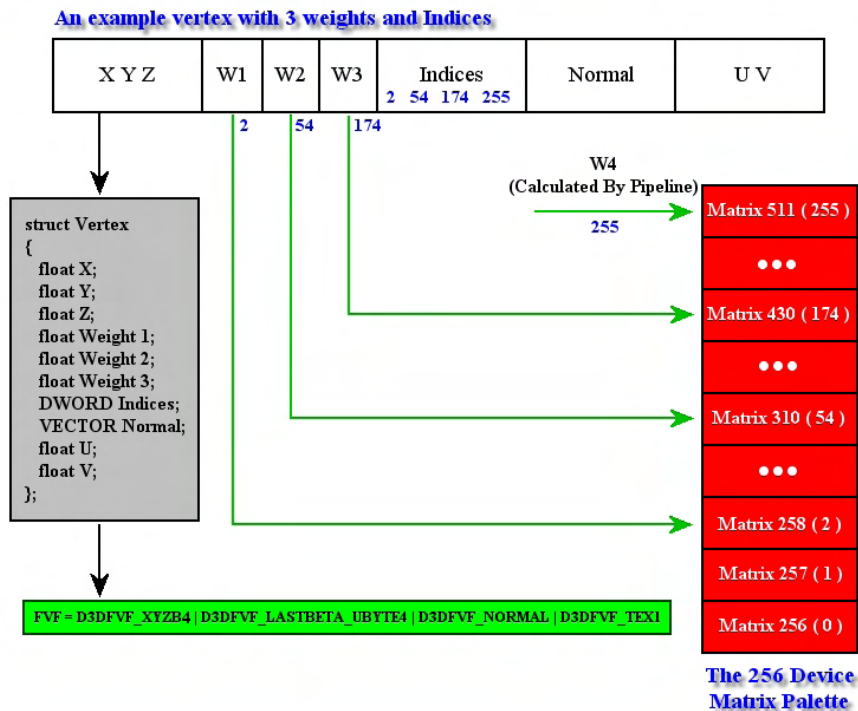 An example vertex with 3 weights and Indices
X Y Z
W1
W2
W3
Indices
2 54 174 255
Normal
U V
2
54
174
W4
(Calculated By Pipeline)
255
struct Vertex
{
float X;
float Y;
float Z;
float Weight 1;
float Weight 2;
float Weight 3;
DWORD Indices;
VECTOR Normal;
float U;
float V;
};
FVF = D3DFVF_XYZB4 | D3DFVF_LASTBETA_UBYTE4 | D3DFVF_NORMAL | D3DFVF_TEX1
Matrix 511 ( 255 )
•••
Matrix 430 ( 174 )
•••
Matrix 310 ( 54 )
•••
Matrix 258 ( 2 )
Matrix 257 ( 1 )
Matrix 256 ( 0 )
The 256 Device
Matrix Palette